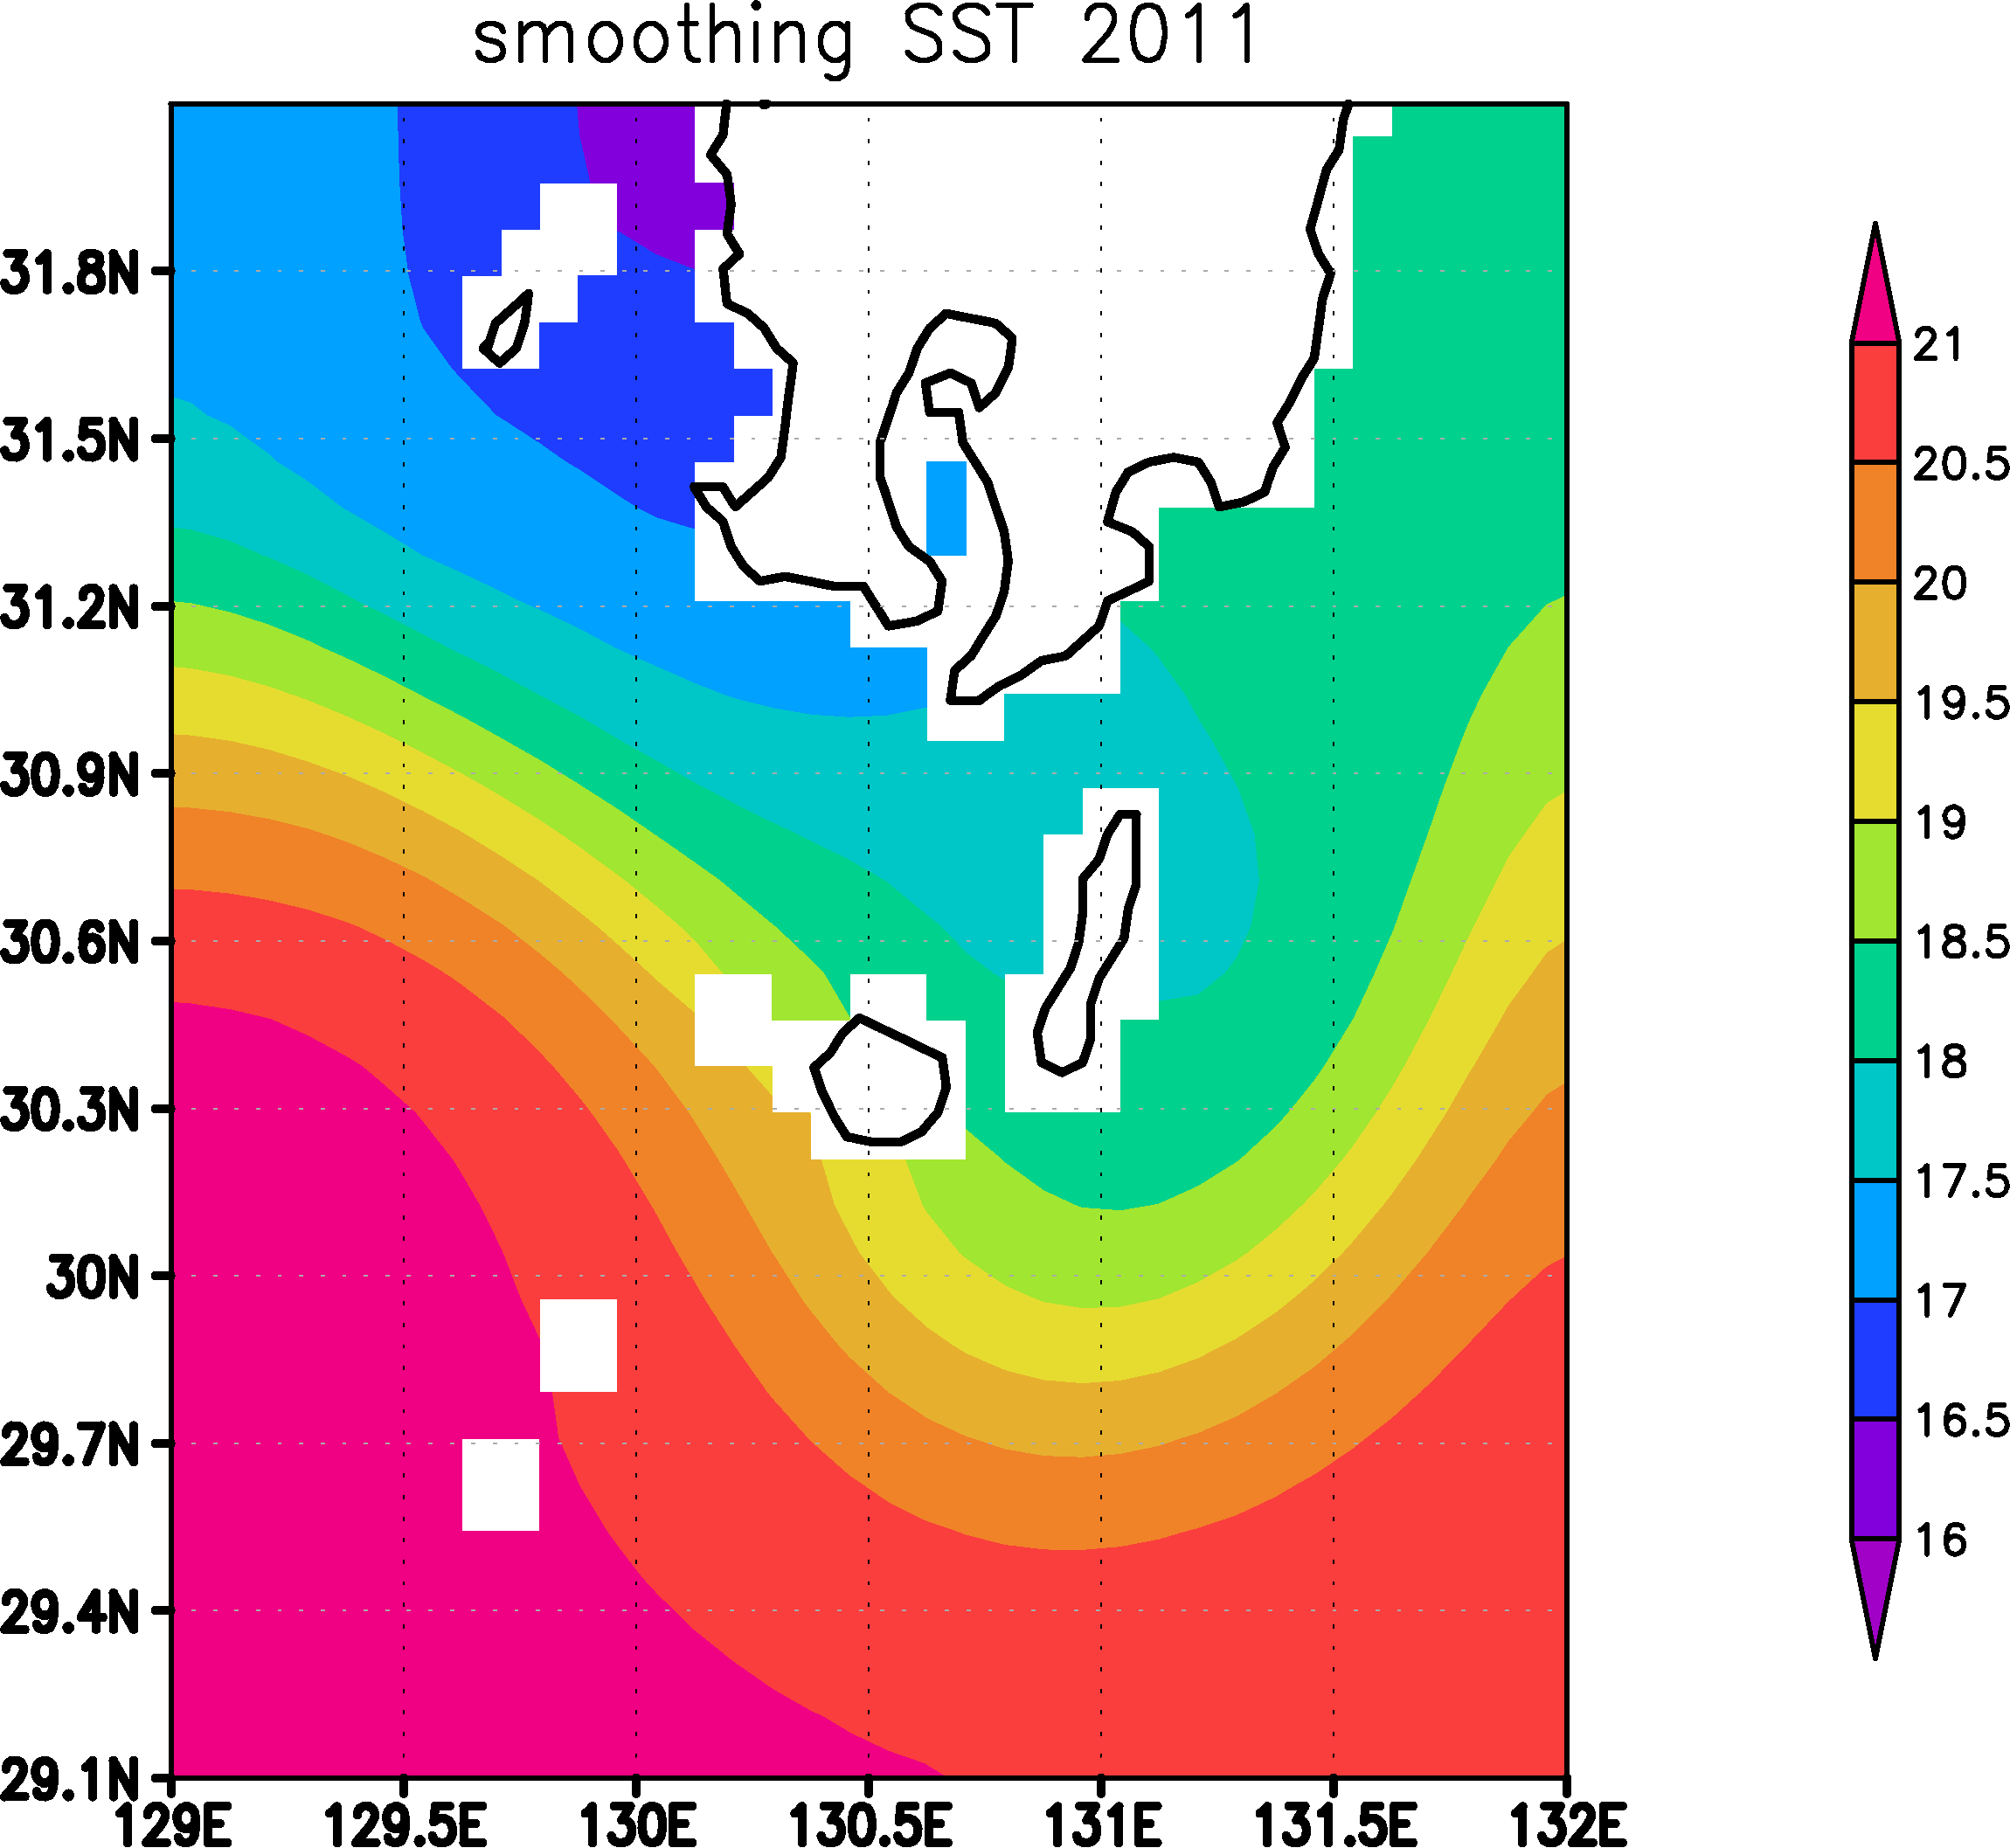 smoothing SST 2011
31.8N
31.5N
31.2N
30.9N
30.6N
30.3N
30N
29.7N
29.4N
29.1N
129E 129.5E 130E 130.5E 131E 131.5E 132E
21
20.5
20
19.5
19
18.5
18
17.5
17
16.5
16